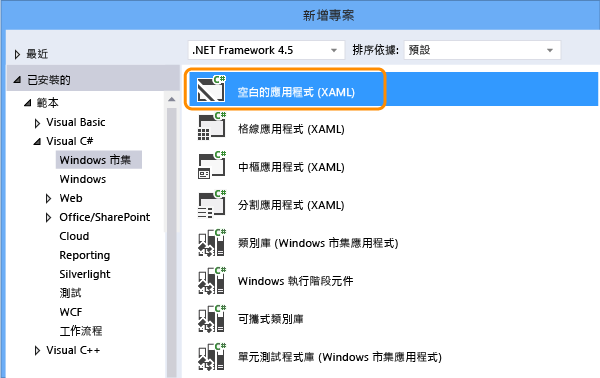 新增專案
最近
.NET Framework 4.5
排序依據:
預設
已安裝的
範本
Visual Basic
Visual C#
Windows 市集
Windows
Web
Office/SharePoint
Cloud
Reporting
Silverlight
測試
WCF
工作流程
Visual C++
C# 空白的應用程式 (XAML)
C# 格線應用程式 (XAML)
C# 中樞應用程式 (XAML)
C# 分割應用程式 (XAML)
C# 類別庫 (Windows 市集應用程式)
C# Windows 執行階段元件
C# 可攜式類別庫
C# 單元測試程式庫 (Windows 市集應用程式)